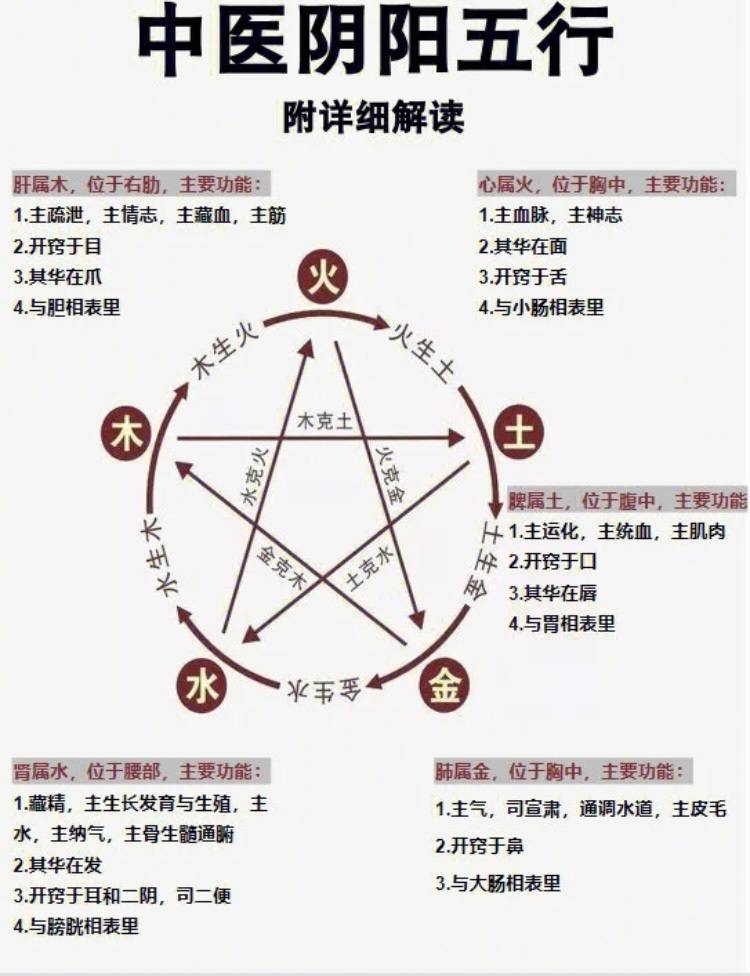 中医阴阳五行
附详细解读
肝属木，位于右肋，主要功能：
1.主疏泄，主情志，主藏血，主筋
2.开窍于目
3.其华在爪
4.与胆相表里
心属火，位于胸中，主要功能：
1.主血脉，主神志
2.其华在面
3.开窍于舌
4.与小肠相表里
火
木生火
火生土
木
木克土
土
水克火
火克金
脾属土，位于腹中，主要功能
1.主运化，主统血，主肌肉
2.开窍于口
3.其华在唇
4.与胃相表里
水生木
金克木
土克水
土生金
水
金生水
金
肾属水，位于腰部，主要功能：
1.藏精，主生长发育与生殖，主
水，主纳气，主骨生髓通腑
2.其华在发
3.开窍于耳和二阴，司二便
4.与膀胱相表里
肺属金，位于胸中，主要功能：
1.主气，司宣肃，通调水道，主皮毛
2.开窍于鼻
3.与大肠相表里